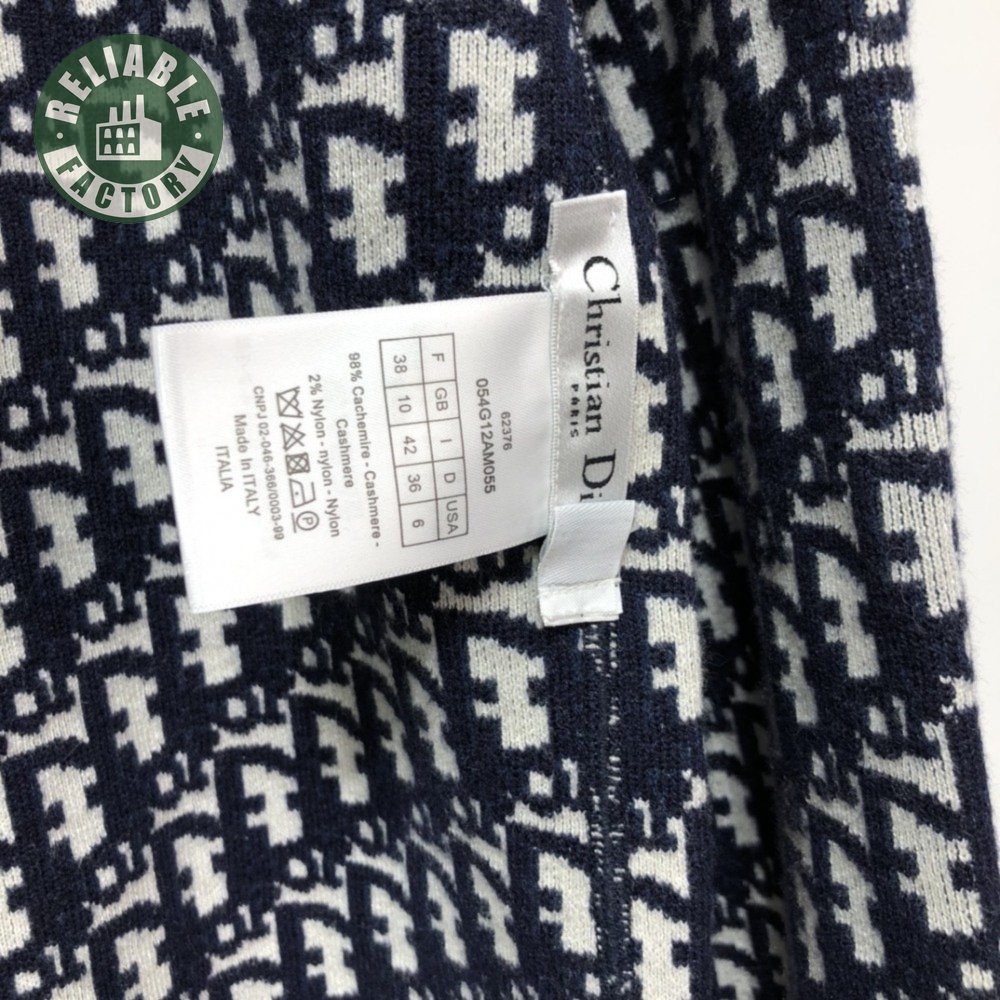 RELIABLE
FACTORY
Christian Di
PARIS
62376
054G12AM055
F GB I D USA
38 10 42 36 6
98% Cachemire - Cashmere -
Cashmere
2% Nylon - nylon - Nylon
CNPJ 02-046-366/0003-99
Made In ITALY
ITALIA